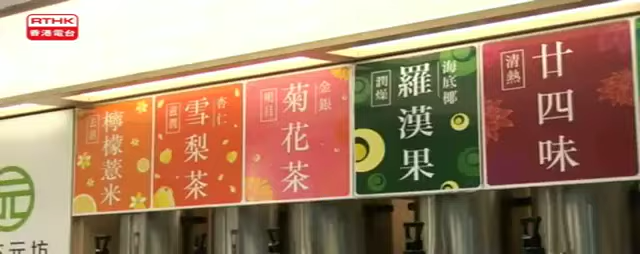 RTHK
香港電台
去濕
檸檬薏米
滋潤
杏仁
雪梨茶
明目
金銀
菊花茶
潤燥
海底椰
羅漢果
清熱
廿四味
元
元坊